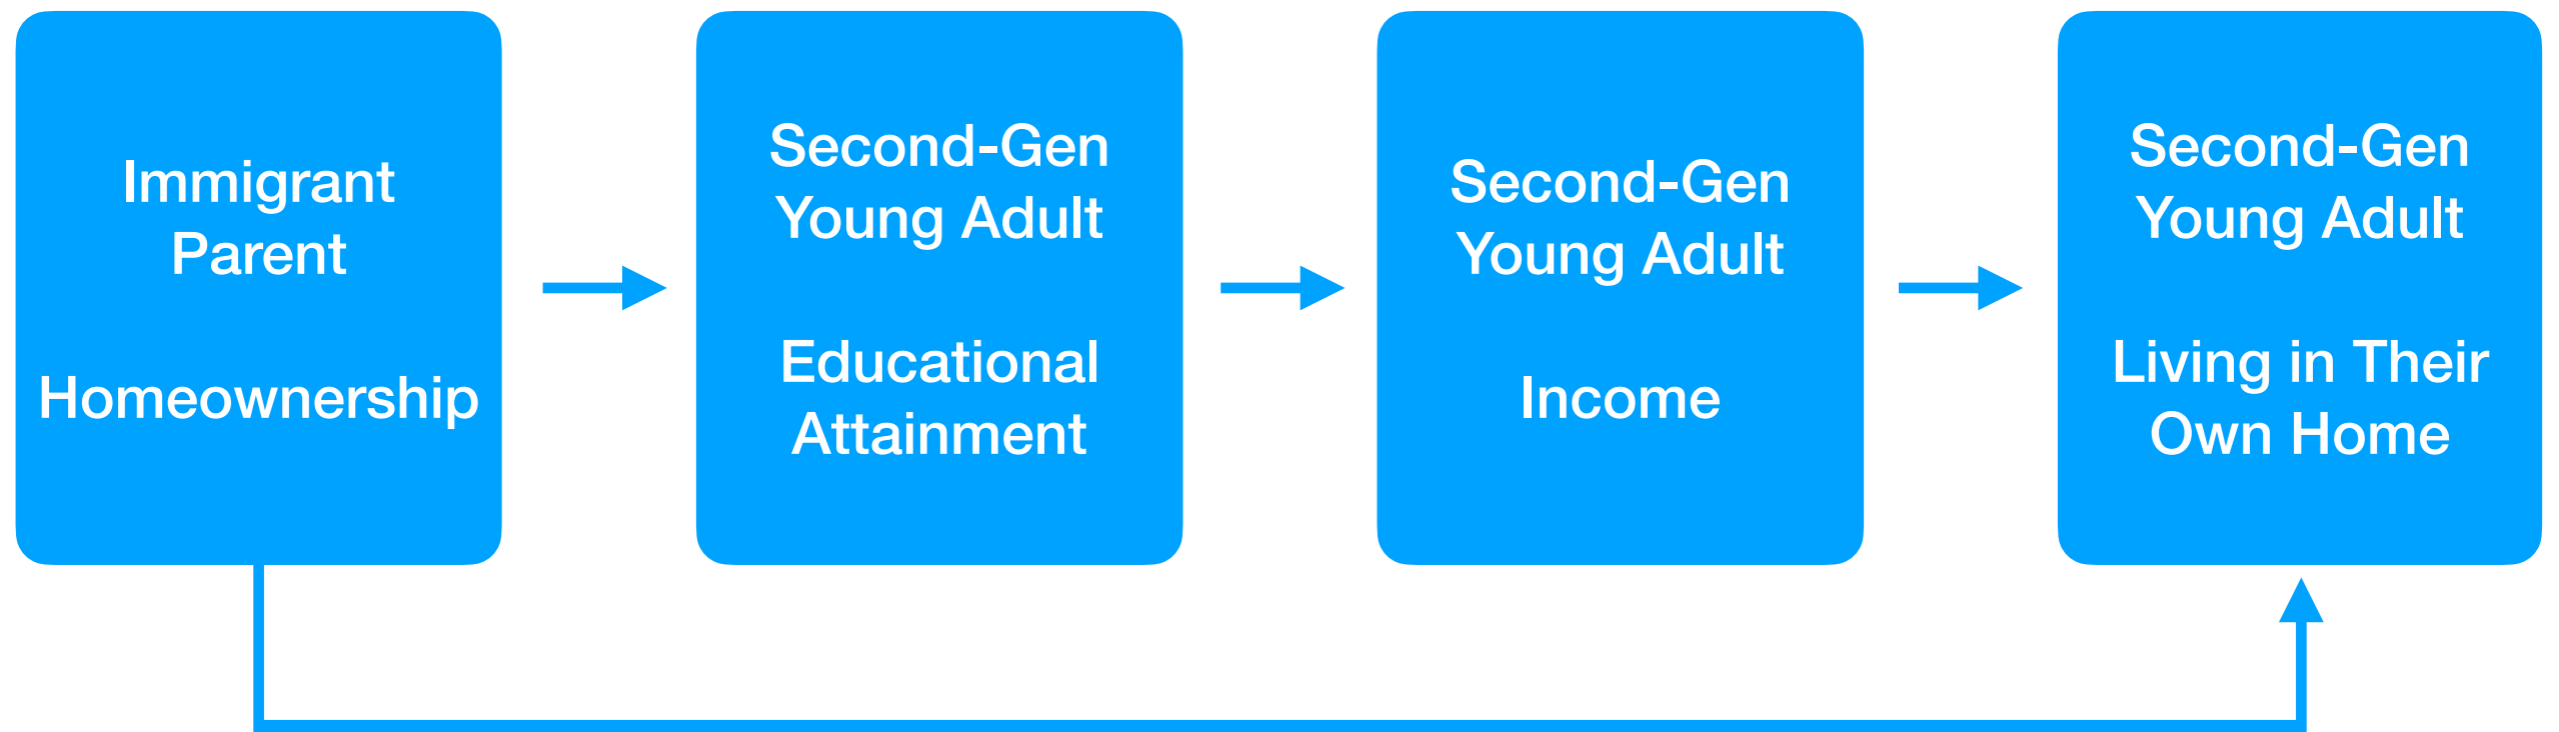 Immigrant
Parent
Homeownership
Second-Gen
Young Adult
Educational
Attainment
Second-Gen
Young Adult
Income
Second-Gen
Young Adult
Living in Their
Own Home